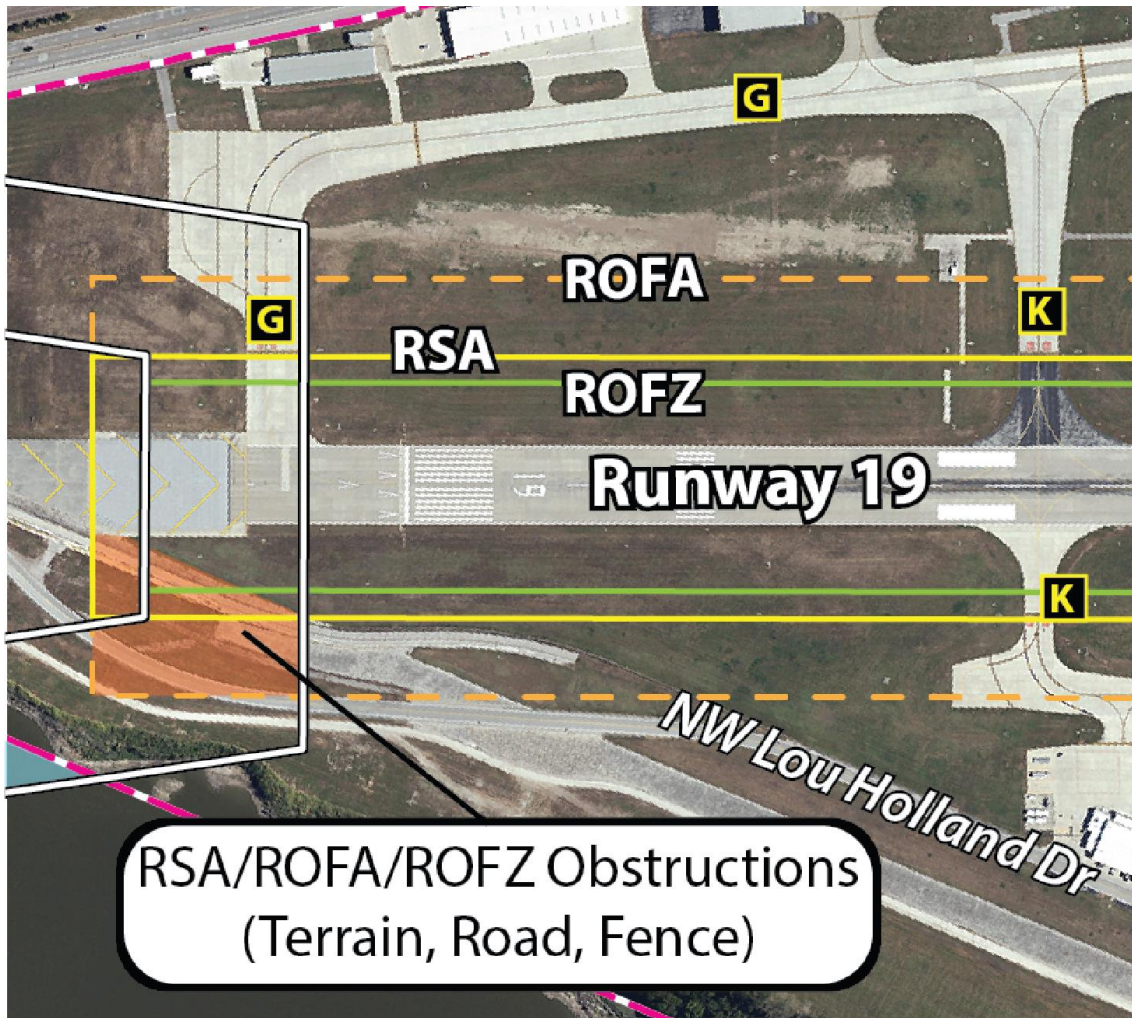 G
ROFA
G
K
RSA
ROFZ
Runway 19
K
NW Lou Holland Dr
RSA/ROFA/ROFZ Obstructions
(Terrain, Road, Fence)